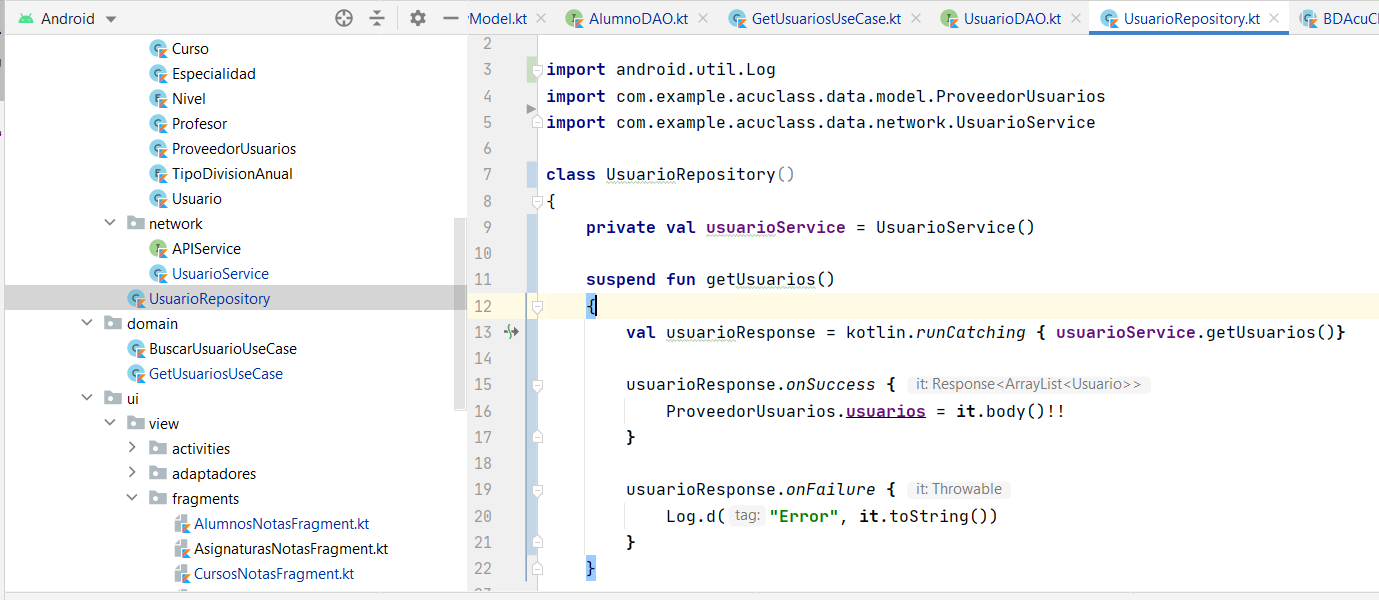 Android
Model.kt
AlumnoDAO.kt
GetUsuariosUseCase.kt
UsuarioDAO.kt
UsuarioRepository.kt
BDAcuCl
Curso
Especialidad
Nivel
Profesor
ProveedorUsuarios
TipoDivisionAnual
Usuario
network
APIService
UsuarioService
UsuarioRepository
domain
BuscarUsuarioUseCase
GetUsuariosUseCase
ui
view
activities
adaptadores
fragments
AlumnosNotasFragment.kt
AsignaturasNotasFragment.kt
CursosNotasFragment.kt
2
3 import android.util.Log
4 import com.example.acuclass.data.model.ProveedorUsuarios
5 import com.example.acuclass.data.network.UsuarioService
6
7 class UsuarioRepository()
8 {
9 private val usuarioService = UsuarioService()
10
11 suspend fun getUsuarios()
12 {
13 val usuarioResponse = kotlin.runCatching { usuarioService.getUsuarios()}
14
15 usuarioResponse.onSuccess { it: Response<ArrayList<Usuario>>
16 ProveedorUsuarios.usuarios = it.body()!!
17 }
18
19 usuarioResponse.onFailure { it: Throwable
20 Log.d( tag: "Error", it.toString())
21 }
22 }